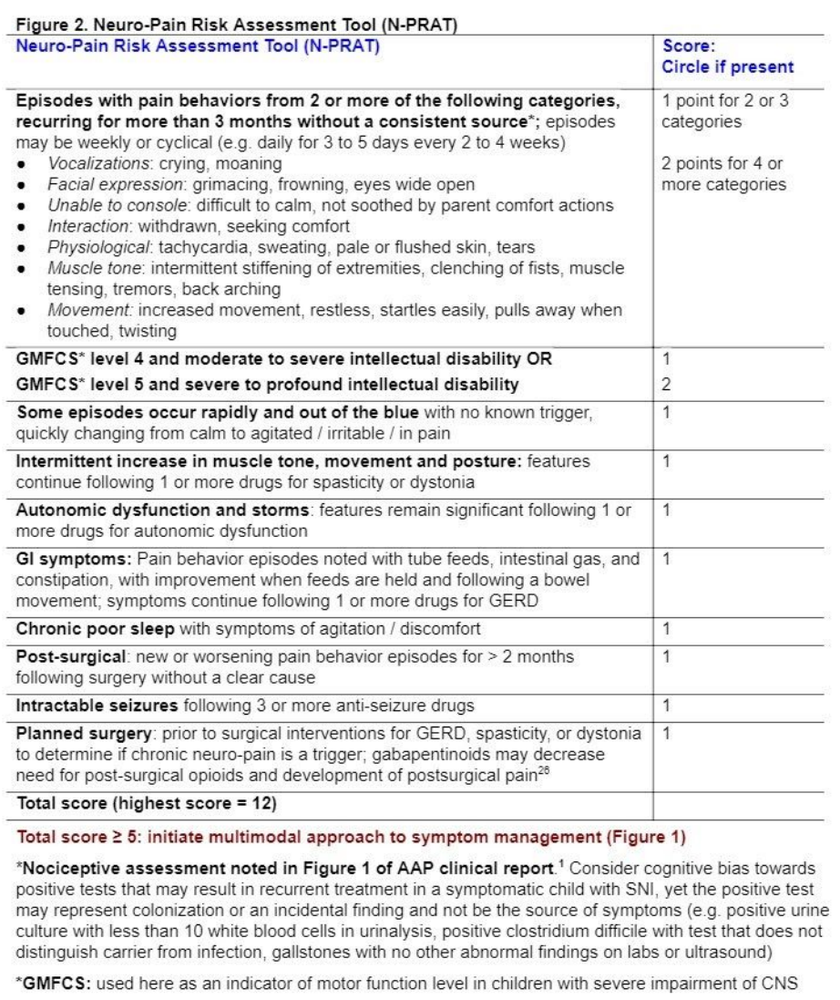 Figure 2. Neuro-Pain Risk Assessment Tool (N-PRAT)
Neuro-Pain Risk Assessment Tool (N-PRAT)
Score:
Circle if present
Episodes with pain behaviors from 2 or more of the following categories,
recurring for more than 3 months without a consistent source*; episodes
may be weekly or cyclical (e.g. daily for 3 to 5 days every 2 to 4 weeks)
• Vocalizations: crying, moaning
• Facial expression: grimacing, frowning, eyes wide open
• Unable to console: difficult to calm, not soothed by parent comfort actions
• Interaction: withdrawn, seeking comfort
• Physiological: tachycardia, sweating, pale or flushed skin, tears
• Muscle tone: intermittent stiffening of extremities, clenching of fists, muscle
tensing, tremors, back arching
• Movement: increased movement, restless, startles easily, pulls away when
touched, twisting
1 point for 2 or 3
categories
2 points for 4 or
more categories
GMFCS* level 4 and moderate to severe intellectual disability OR
1
GMFCS* level 5 and severe to profound intellectual disability
2
Some episodes occur rapidly and out of the blue with no known trigger,
quickly changing from calm to agitated / irritable / in pain
1
Intermittent increase in muscle tone, movement and posture: features
continue following 1 or more drugs for spasticity or dystonia
1
Autonomic dysfunction and storms: features remain significant following 1 or
more drugs for autonomic dysfunction
1
GI symptoms: Pain behavior episodes noted with tube feeds, intestinal gas, and
constipation, with improvement when feeds are held and following a bowel
movement; symptoms continue following 1 or more drugs for GERD
1
Chronic poor sleep with symptoms of agitation / discomfort
1
Post-surgical: new or worsening pain behavior episodes for > 2 months
following surgery without a clear cause
1
Intractable seizures following 3 or more anti-seizure drugs
1
Planned surgery: prior to surgical interventions for GERD, spasticity, or dystonia
to determine if chronic neuro-pain is a trigger; gabapentinoids may decrease
need for post-surgical opioids and development of postsurgical pain²⁶
1
Total score (highest score = 12)
Total score ≥ 5: initiate multimodal approach to symptom management (Figure 1)
*Nociceptive assessment noted in Figure 1 of AAP clinical report.¹ Consider cognitive bias towards
positive tests that may result in recurrent treatment in a symptomatic child with SNI, yet the positive test
may represent colonization or an incidental finding and not be the source of symptoms (e.g. positive urine
culture with less than 10 white blood cells in urinalysis, positive clostridium difficile with test that does not
distinguish carrier from infection, gallstones with no other abnormal findings on labs or ultrasound)
*GMFCS: used here as an indicator of motor function level in children with severe impairment of CNS